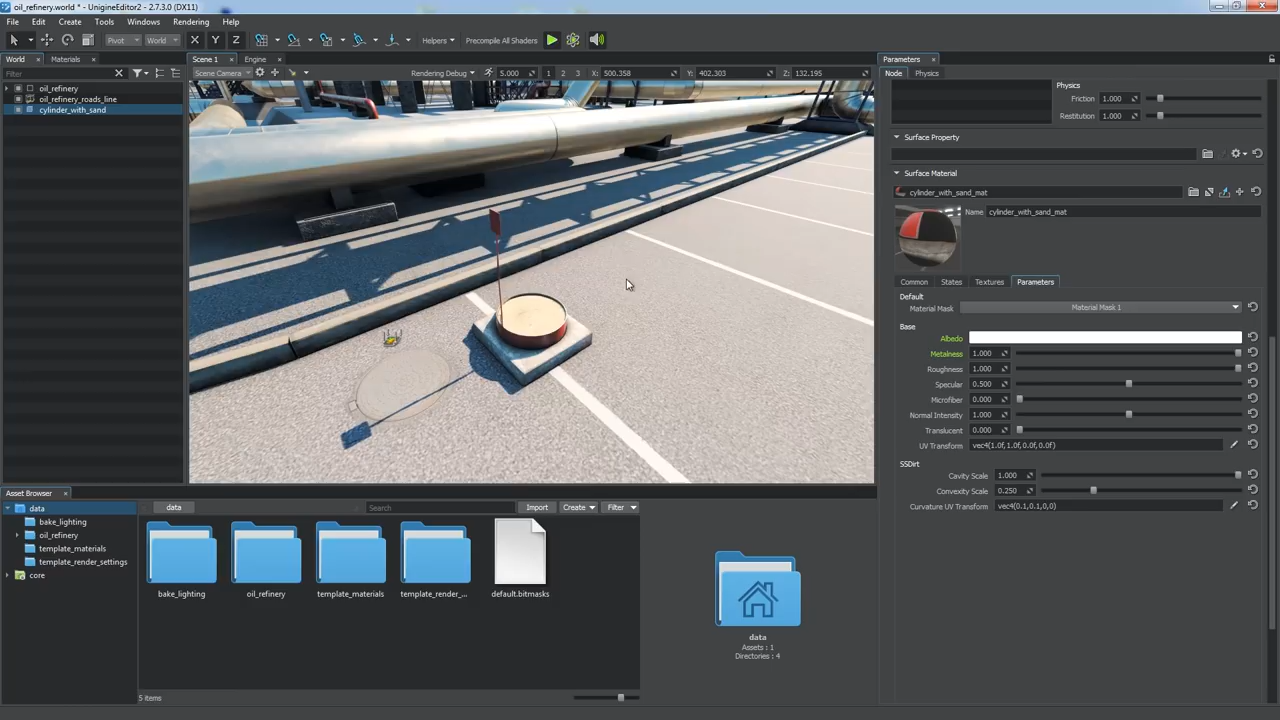 oil_refinery.world * - UnigineEditor2 - 2.7.3.0 (DX11)
File Edit Create Tools Windows Rendering Help
Pivot World X Y Z Helpers Precompile All Shaders
World Materials
Filter
oil_refinery
oil_refinery_roads_line
cylinder_with_sand
Scene 1 Engine
Scene Camera Rendering Debug 5.000 1 2 3 X: 500.358 Y: 402.303 Z: 132.195
Parameters
Node Physics
Physics
Friction 1.000
Restitution 1.000
Surface Property
Surface Material
cylinder_with_sand_mat
Name cylinder_with_sand_mat
Common States Textures Parameters
Default
Material Mask Material Mask 1
Base
Albedo
Metalness 1.000
Roughness 1.000
Specular 0.500
Microfiber 0.000
Normal Intensity 1.000
Translucent 0.000
UV Transform vec4(1.0f,1.0f,0.0f,0.0f)
SSDirt
Cavity Scale 1.000
Convexity Scale 0.250
Curvature UV Transform vec4(0.1,0.1,0,0)
Asset Browser
data
bake_lighting
oil_refinery
template_materials
template_render_settings
core
data Search Import Create Filter
bake_lighting oil_refinery template_materials template_render_... default.bitmasks
5 items
data
Assets : 1
Directories : 4